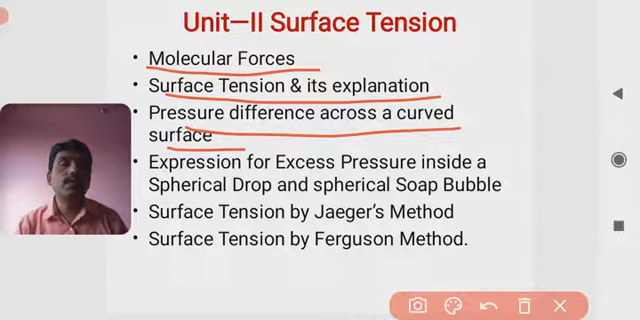 Unit—II Surface Tension
• Molecular Forces
• Surface Tension & its explanation
• Pressure difference across a curved
surface
• Expression for Excess Pressure inside a
Spherical Drop and spherical Soap Bubble
• Surface Tension by Jaeger's Method
• Surface Tension by Ferguson Method.